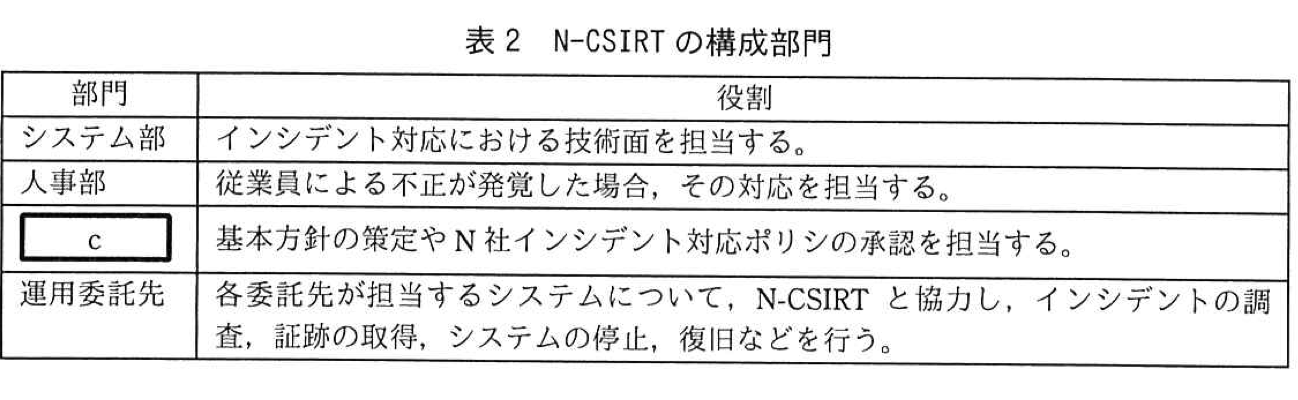 表2 N-CSIRTの構成部門
部門 役割
システム部 インシデント対応における技術面を担当する。
人事部 従業員による不正が発覚した場合，その対応を担当する。
c 基本方針の策定やN社インシデント対応ポリシの承認を担当する。
運用委託先 各委託先が担当するシステムについて，N-CSIRT と協力し，インシデントの調
査，証跡の取得，システムの停止，復旧などを行う。